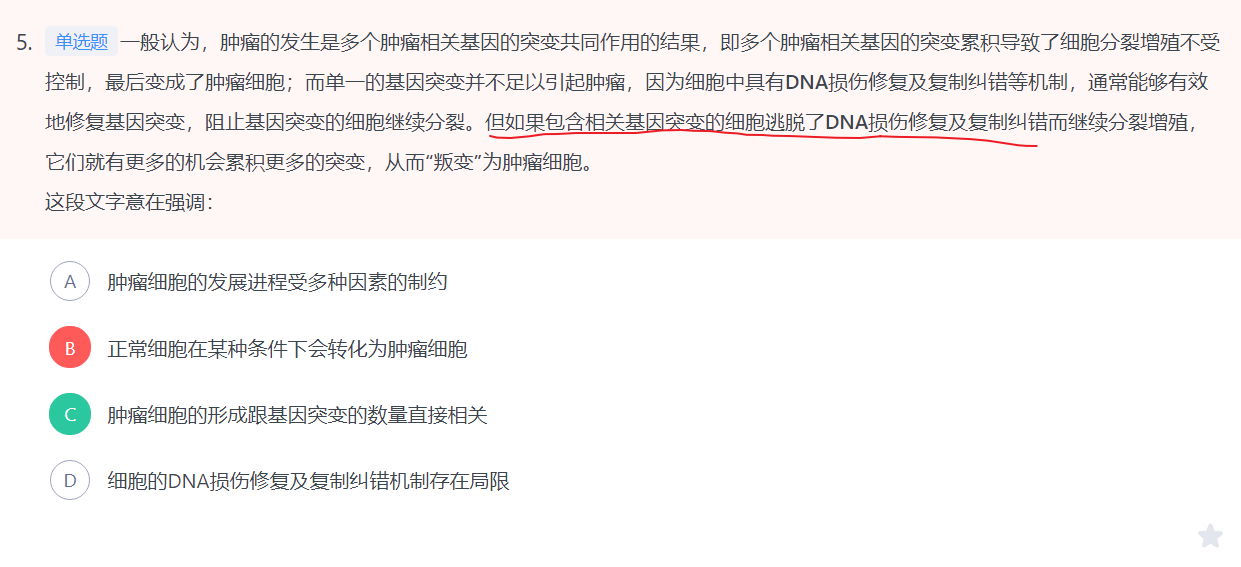 5. 单选题 一般认为，肿瘤的发生是多个肿瘤相关基因的突变共同作用的结果，即多个肿瘤相关基因的突变累积导致了细胞分裂增殖不受
控制，最后变成了肿瘤细胞；而单一的基因突变并不足以引起肿瘤，因为细胞中具有DNA损伤修复及复制纠错等机制，通常能够有效
地修复基因突变，阻止基因突变的细胞继续分裂。但如果包含相关基因突变的细胞逃脱了DNA损伤修复及复制纠错而继续分裂增殖，
它们就有更多的机会累积更多的突变，从而“叛变”为肿瘤细胞。
这段文字意在强调：
A 肿瘤细胞的发展进程受多种因素的制约
B 正常细胞在某种条件下会转化为肿瘤细胞
C 肿瘤细胞的形成跟基因突变的数量直接相关
D 细胞的DNA损伤修复及复制纠错机制存在局限